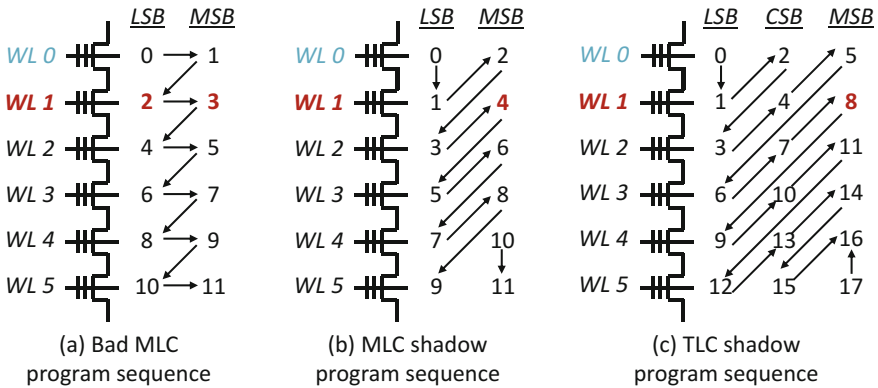 LSB MSB LSB MSB LSB CSB MSB
WL 0 0 1 WL 0 0 2 WL 0 0 2 5
WL 1 2 3 WL 1 1 4 WL 1 1 4 8
WL 2 4 5 WL 2 3 6 WL 2 3 7 11
WL 3 6 7 WL 3 5 8 WL 3 6 10 14
WL 4 8 9 WL 4 7 10 WL 4 9 13 16
WL 5 10 11 WL 5 9 11 WL 5 12 15 17
(a) Bad MLC (b) MLC shadow (c) TLC shadow
program sequence program sequence program sequence